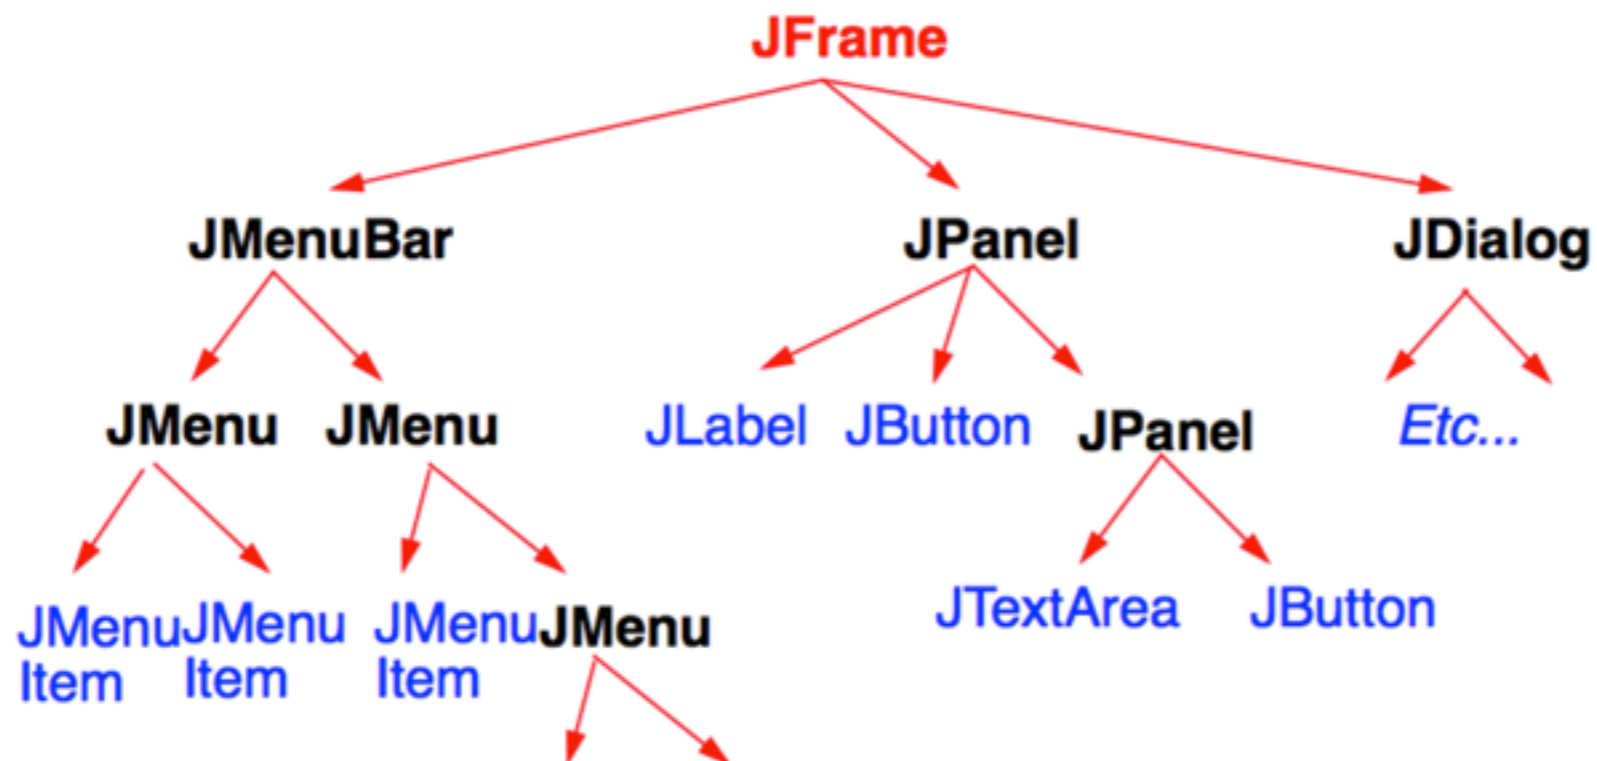 JFrame
JMenuBar JPanel JDialog
JMenu JMenu JLabel JButton JPanel Etc...
JMenu JMenu JMenu JMenu JTextArea JButton
Item Item Item